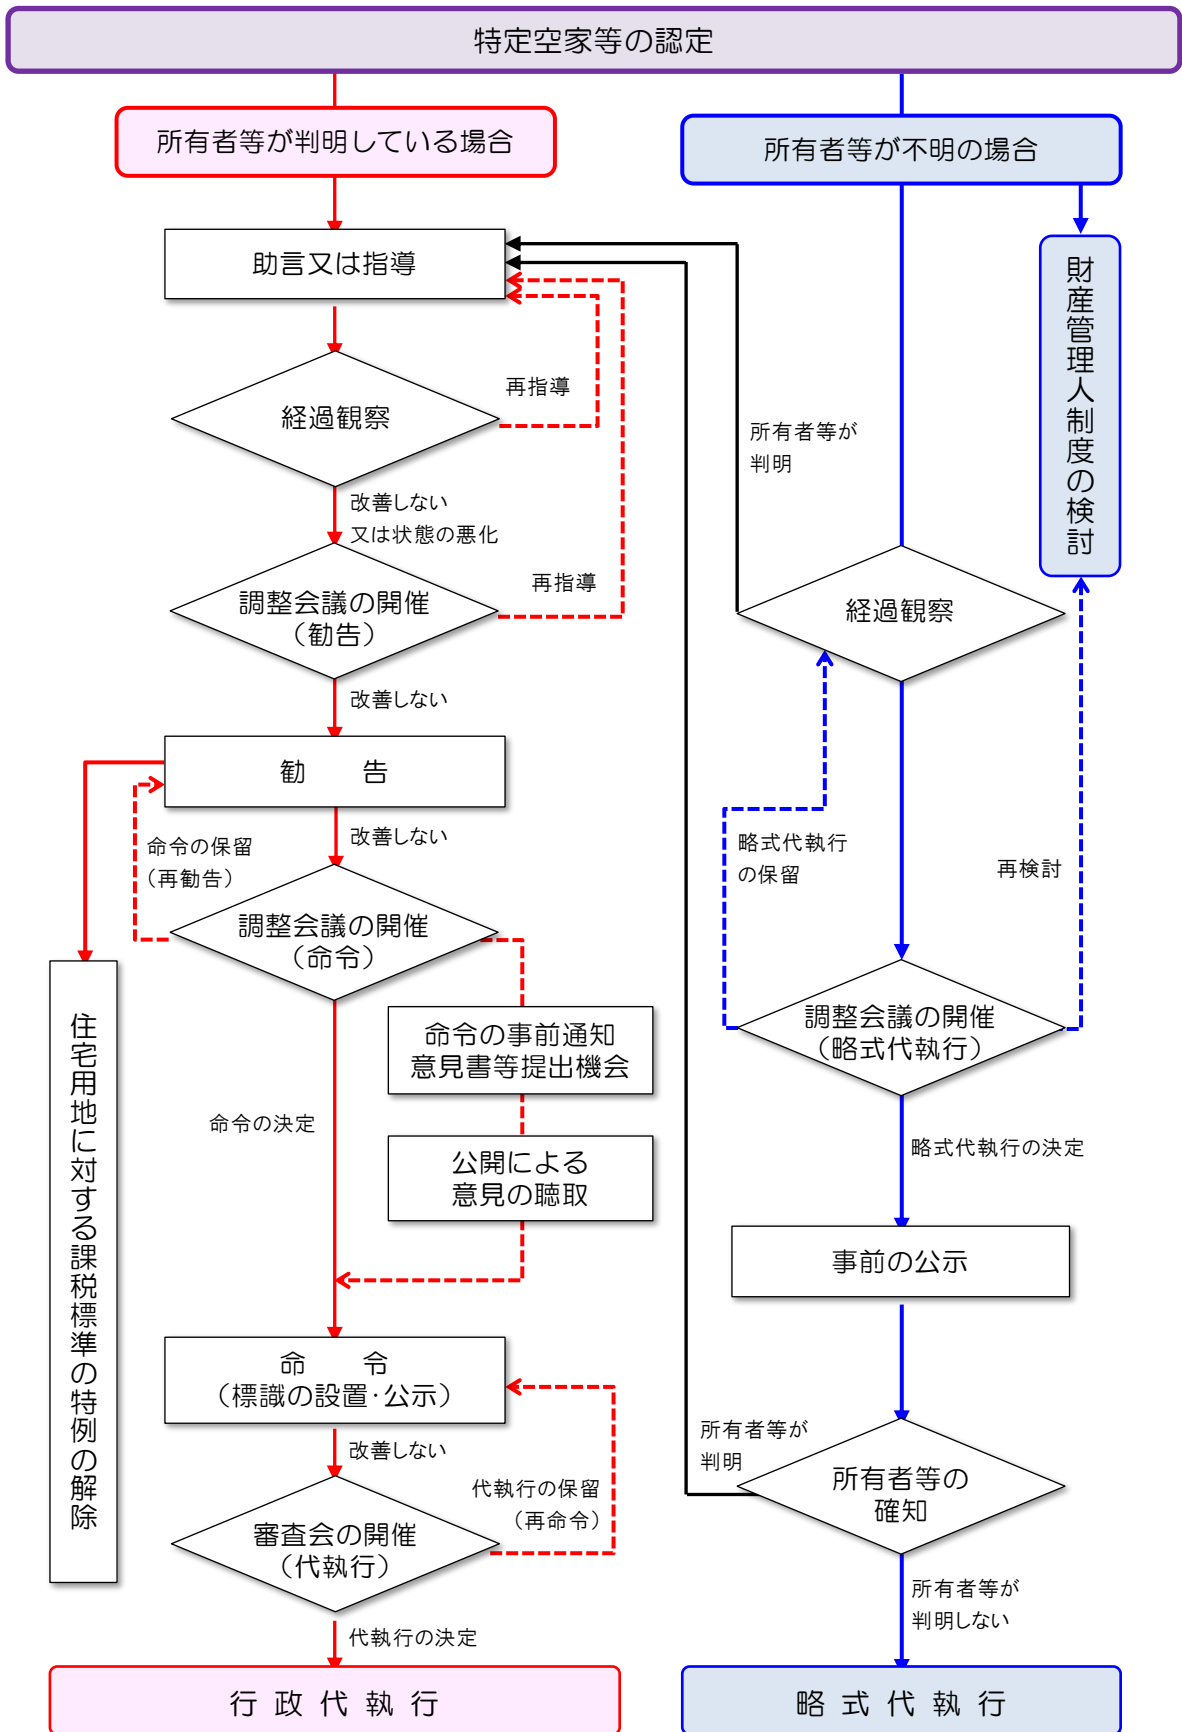 特定空家等の認定
所有者等が判明している場合
所有者等が不明の場合
助言又は指導
財産管理人制度の検討
経過観察
再指導
所有者等が
判明
改善しない
又は状態の悪化
調整会議の開催
（勧告）
再指導
経過観察
改善しない
勧　告
改善しない
命令の保留
（再勧告）
略式代執行
の保留
再検討
調整会議の開催
（命令）
住宅用地に対する課税標準の特例の解除
命令の事前通知
意見書等提出機会
調整会議の開催
（略式代執行）
命令の決定
公開による
意見の聴取
略式代執行の決定
事前の公示
命　令
（標識の設置・公示）
改善しない
代執行の保留
（再命令）
所有者等が
判明
所有者等の
確知
審査会の開催
（代執行）
代執行の決定
所有者等が
判明しない
行政代執行
略式代執行